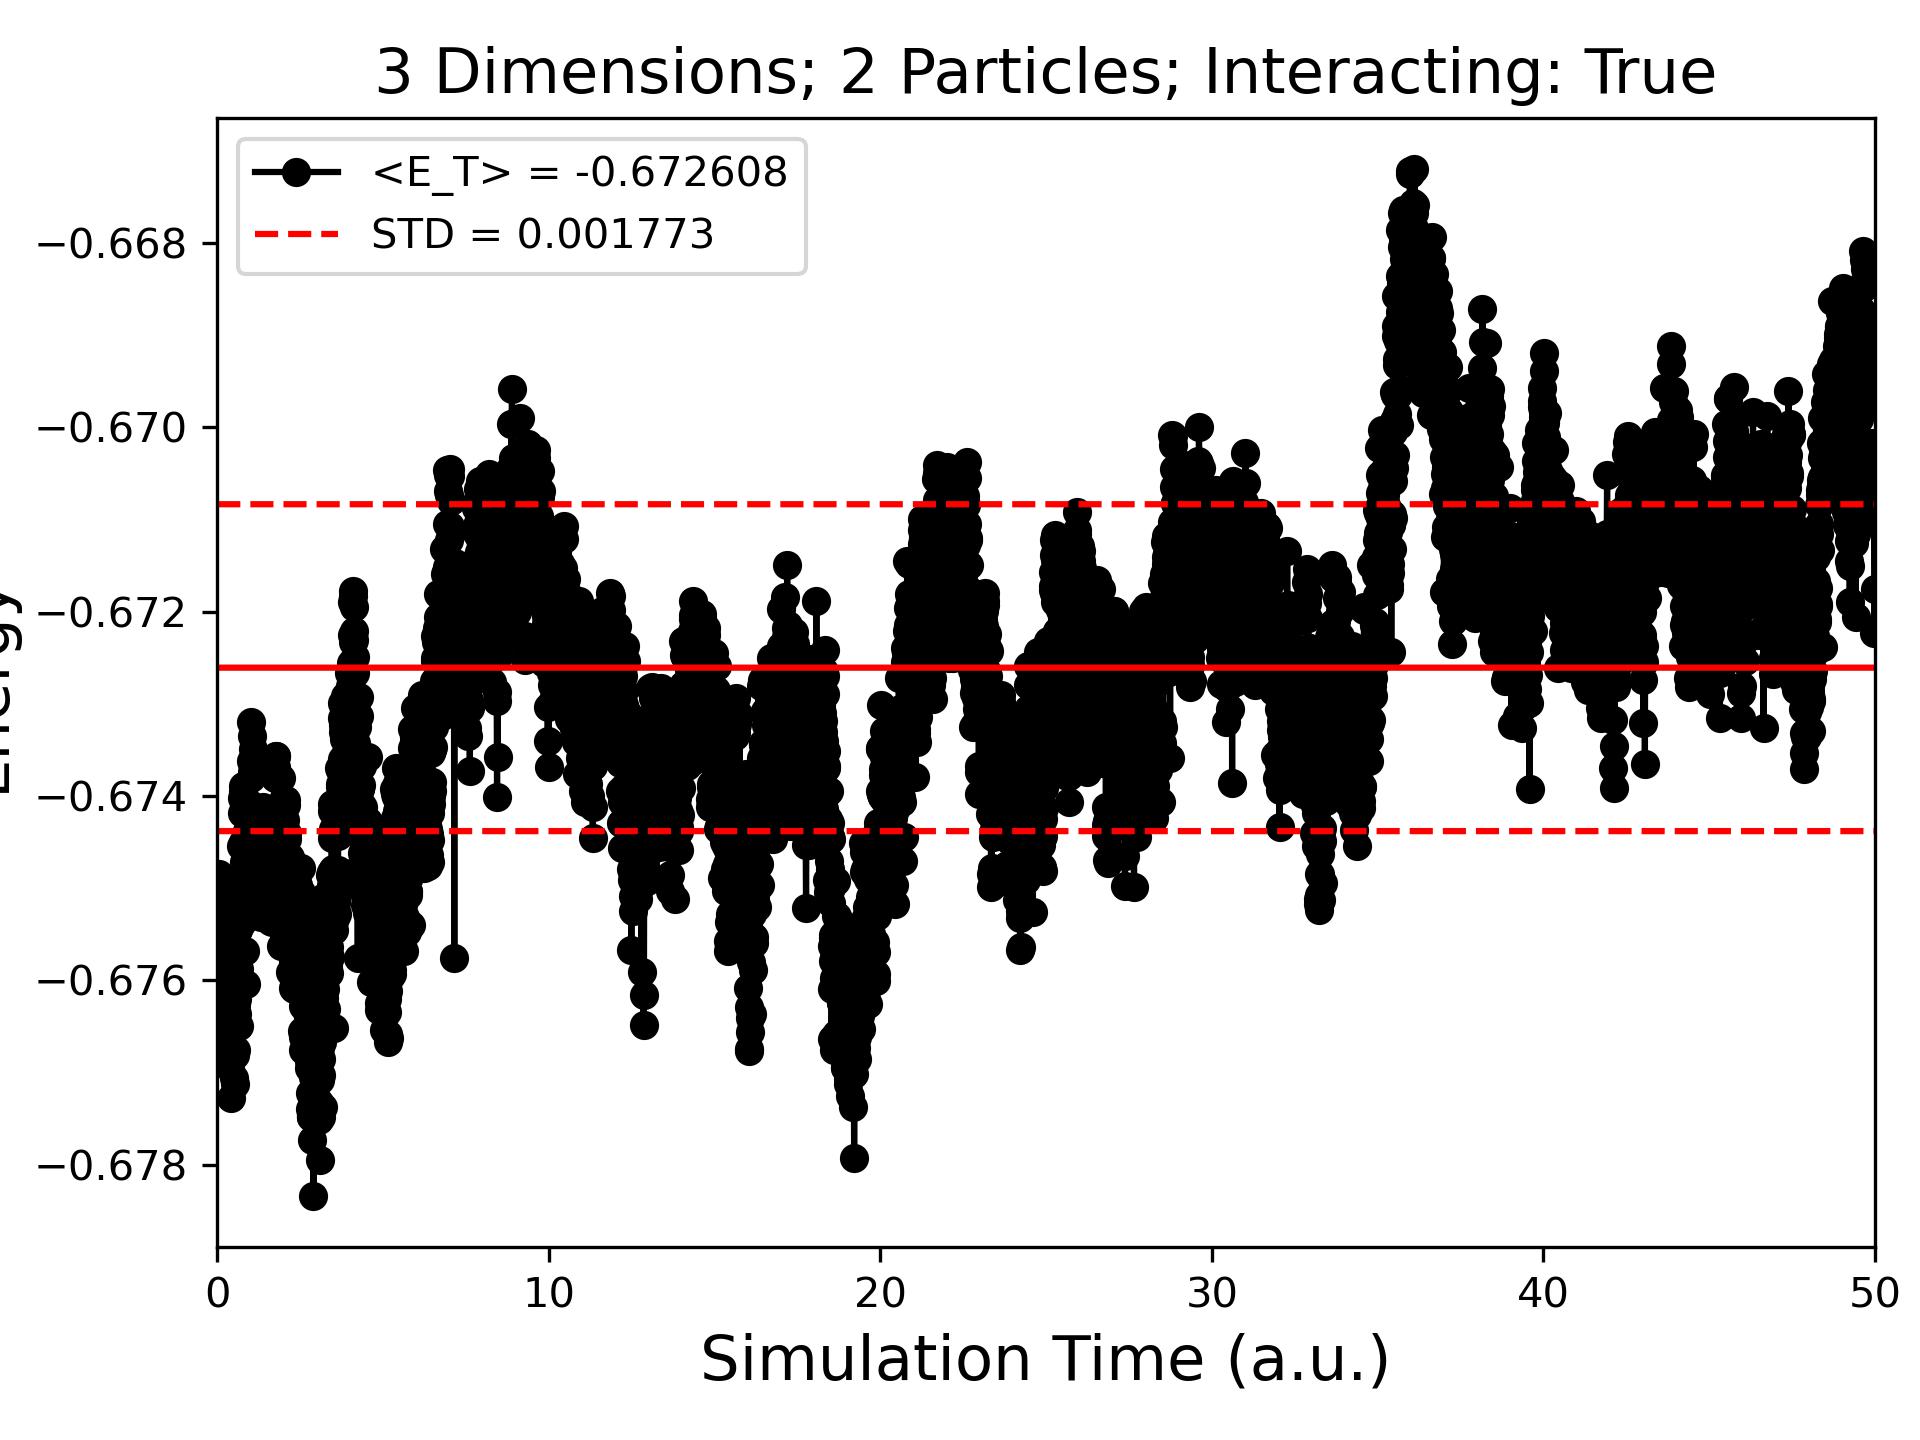 3 Dimensions; 2 Particles; Interacting: True
<E_T> = -0.672608
STD = 0.001773
−0.668
−0.670
−0.672
−0.674
−0.676
−0.678
Energy
0 10 20 30 40 50
Simulation Time (a.u.)